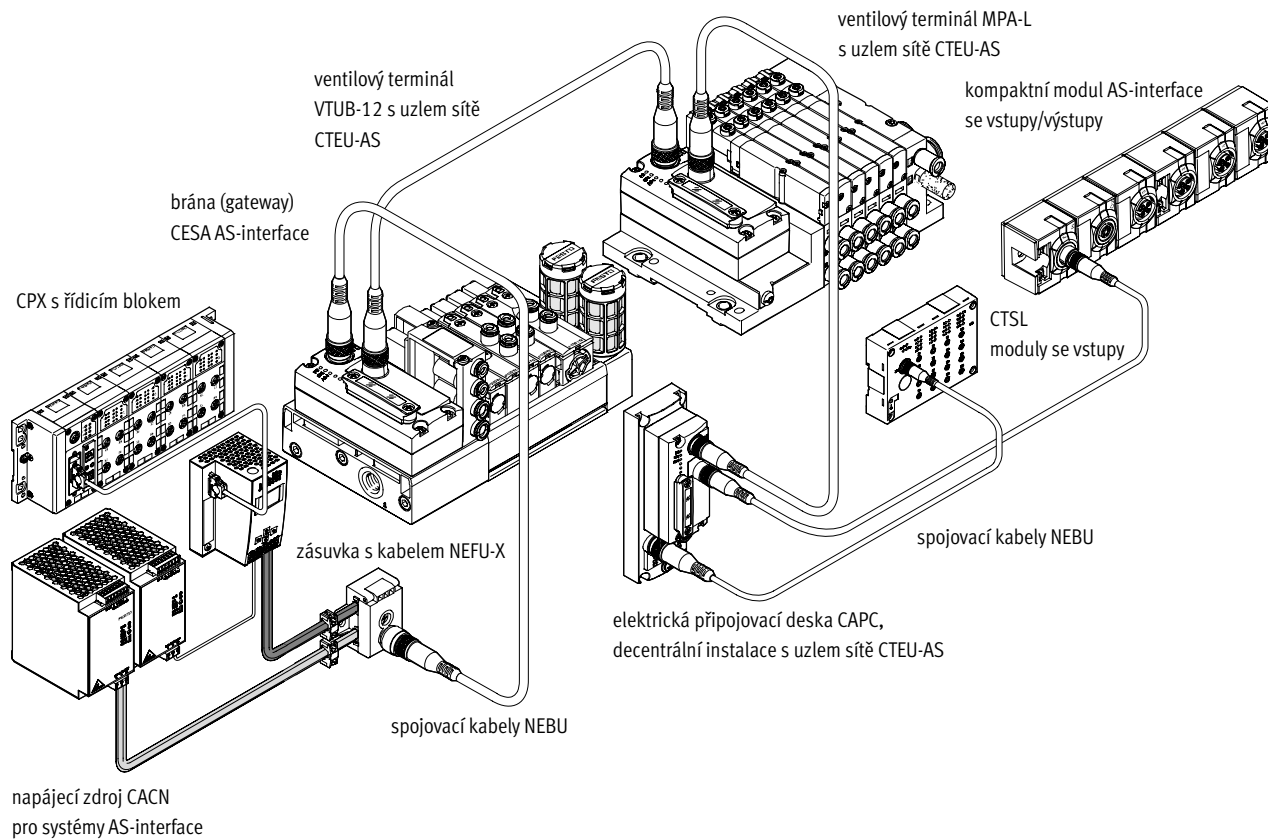 ventilový terminál MPA-L
s uzlem sítě CTEU-AS
ventilový terminál
VTUB-12 s uzlem sítě
CTEU-AS
kompaktní modul AS-interface
se vstupy/výstupy
brána (gateway)
CESA AS-interface
CPX s řídicím blokem
CTSL
moduly se vstupy
zásuvka s kabelem NEFU-X
spojovací kabely NEBU
elektrická připojovací deska CAPC,
decentrální instalace s uzlem sítě CTEU-AS
spojovací kabely NEBU
napájecí zdroj CACN
pro systémy AS-interface